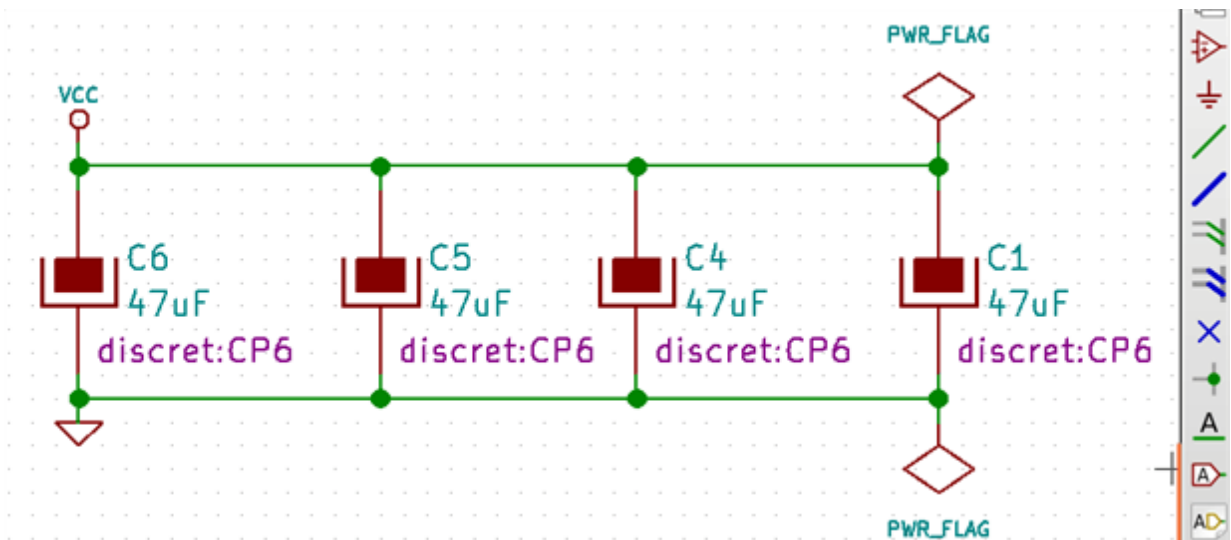 PWR_FLAG
VCC
C6
47uF
discret:CP6
C5
47uF
discret:CP6
C4
47uF
discret:CP6
C1
47uF
discret:CP6
PWR_FLAG
A
A
AD